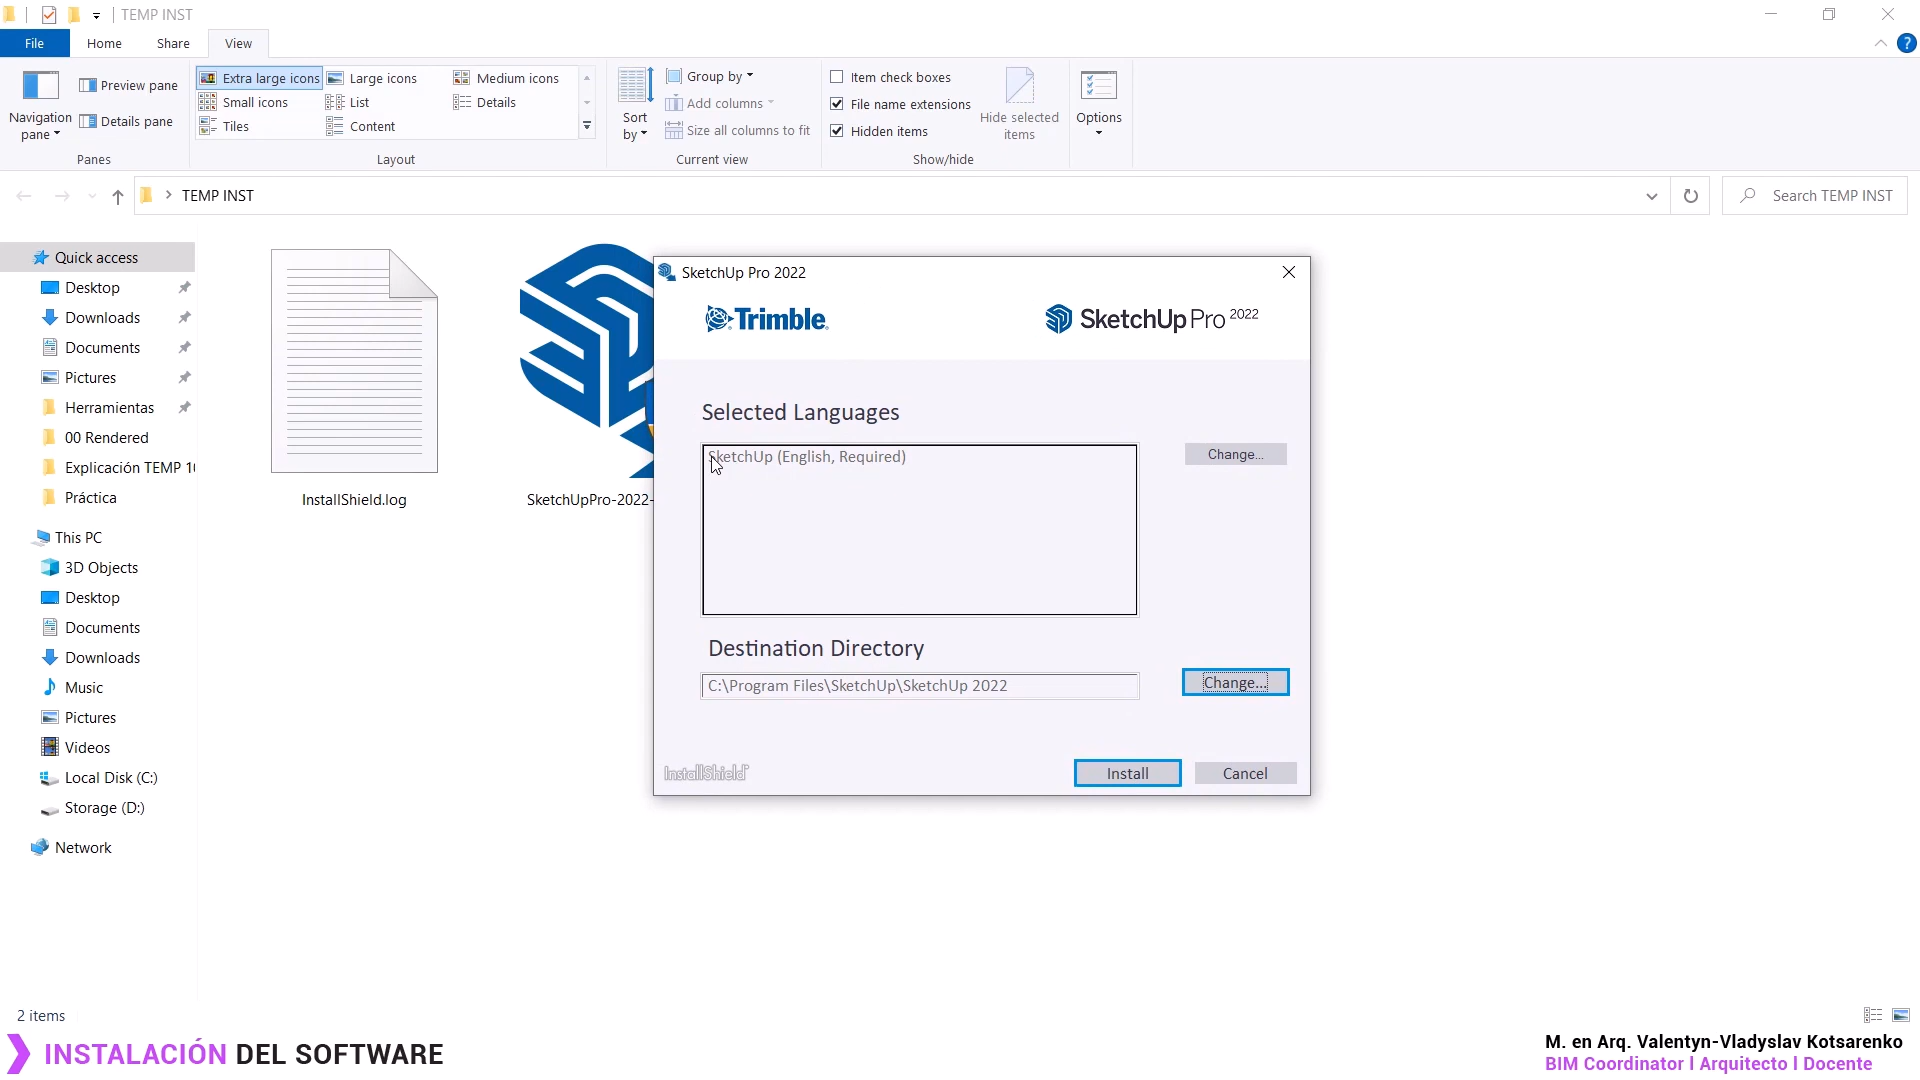 TEMP INST
File
Home
Share
View
Navigation pane
Preview pane
Details pane
Panes
Extra large icons
Large icons
Medium icons
Small icons
List
Details
Tiles
Content
Layout
Sort by
Group by
Add columns
Size all columns to fit
Current view
Item check boxes
File name extensions
Hidden items
Hide selected items
Show/hide
Options
TEMP INST
Search TEMP INST
Quick access
Desktop
Downloads
Documents
Pictures
Herramientas
00 Rendered
Explicación TEMP 1
Práctica
This PC
3D Objects
Desktop
Documents
Downloads
Music
Pictures
Videos
Local Disk (C:)
Storage (D:)
Network
InstallShield.log
SketchUpPro-2022-
SketchUp Pro 2022
Trimble.
SketchUp Pro 2022
Selected Languages
SketchUp (English, Required)
Change...
Destination Directory
C:\Program Files\SketchUp\SketchUp 2022
Change...
InstallShield
Install
Cancel
2 items
INSTALACIÓN DEL SOFTWARE
M. en Arq. Valentyn-Vladyslav Kotsarenko
BIM Coordinator l Arquitecto l Docente